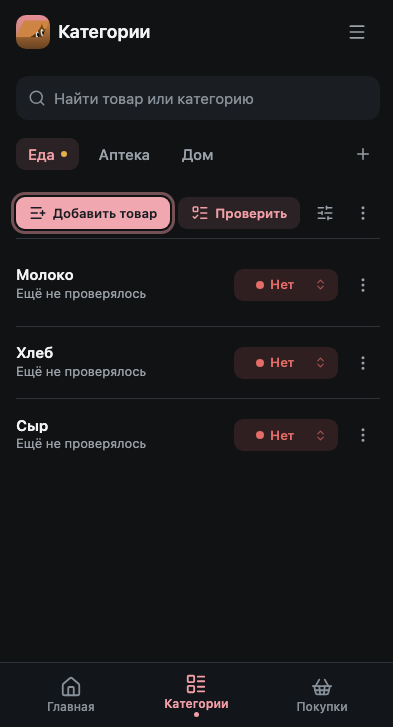 Категории
Найти товар или категорию
Еда Аптека Дом
Добавить товар Проверить
Молоко
Ещё не проверялось
Нет
Хлеб
Ещё не проверялось
Нет
Сыр
Ещё не проверялось
Нет
Главная Категории Покупки